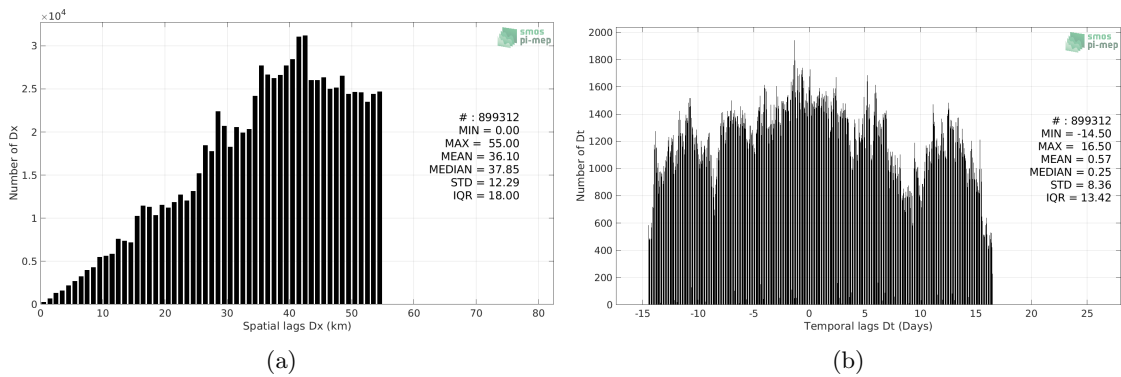 ×10⁴
3
2.5
2
1.5
1
0.5
0
Number of Dx
smos
pi-mep
# : 899312
MIN = 0.00
MAX = 55.00
MEAN = 36.10
MEDIAN = 37.85
STD = 12.29
IQR = 18.00
0 10 20 30 40 50 60 70 80
Spatial lags Dx (km)
(a)
2000
1800
1600
1400
1200
1000
800
600
400
200
0
Number of Dt
smos
pi-mep
# : 899312
MIN = -14.50
MAX = 16.50
MEAN = 0.57
MEDIAN = 0.25
STD = 8.36
IQR = 13.42
-15 -10 -5 0 5 10 15 20 25
Temporal lags Dt (Days)
(b)